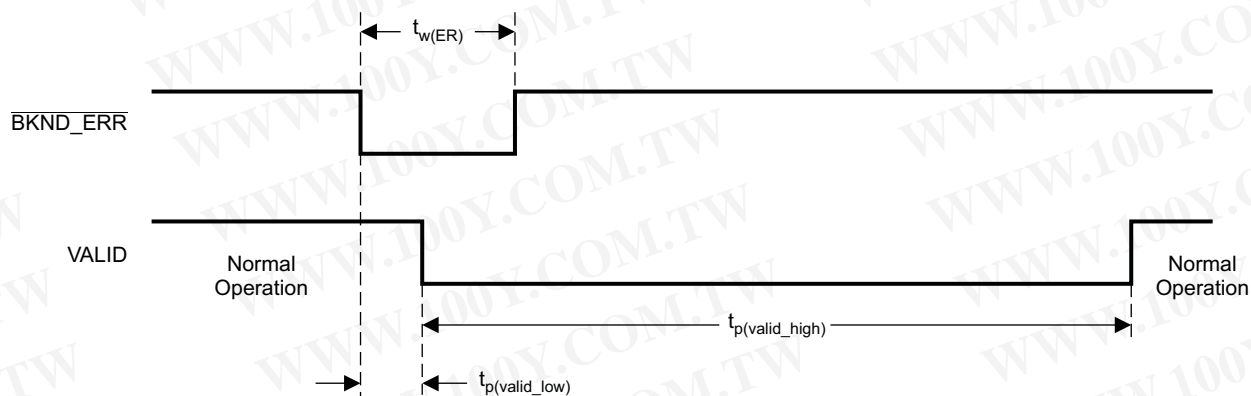 t_w(ER)
BKND_ERR
VALID
Normal
Operation
Normal
Operation
t_p(valid_high)
t_p(valid_low)
WWW.100Y.COM.TW